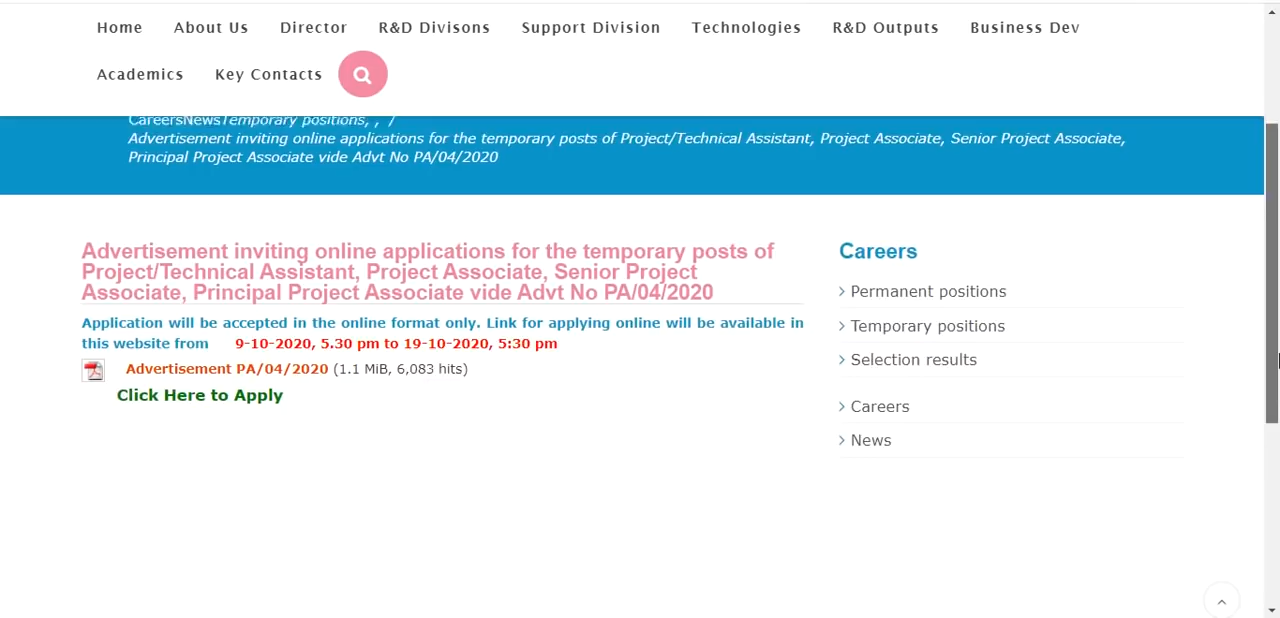 Home About Us Director R&D Divisons Support Division Technologies R&D Outputs Business Dev
Academics Key Contacts
CareersNewsTemporary positions, , /
Advertisement inviting online applications for the temporary posts of Project/Technical Assistant, Project Associate, Senior Project Associate,
Principal Project Associate vide Advt No PA/04/2020
Advertisement inviting online applications for the temporary posts of
Project/Technical Assistant, Project Associate, Senior Project
Associate, Principal Project Associate vide Advt No PA/04/2020
Application will be accepted in the online format only. Link for applying online will be available in
this website from 9-10-2020, 5.30 pm to 19-10-2020, 5:30 pm
Advertisement PA/04/2020 (1.1 MiB, 6,083 hits)
Click Here to Apply
Careers
Permanent positions
Temporary positions
Selection results
Careers
News